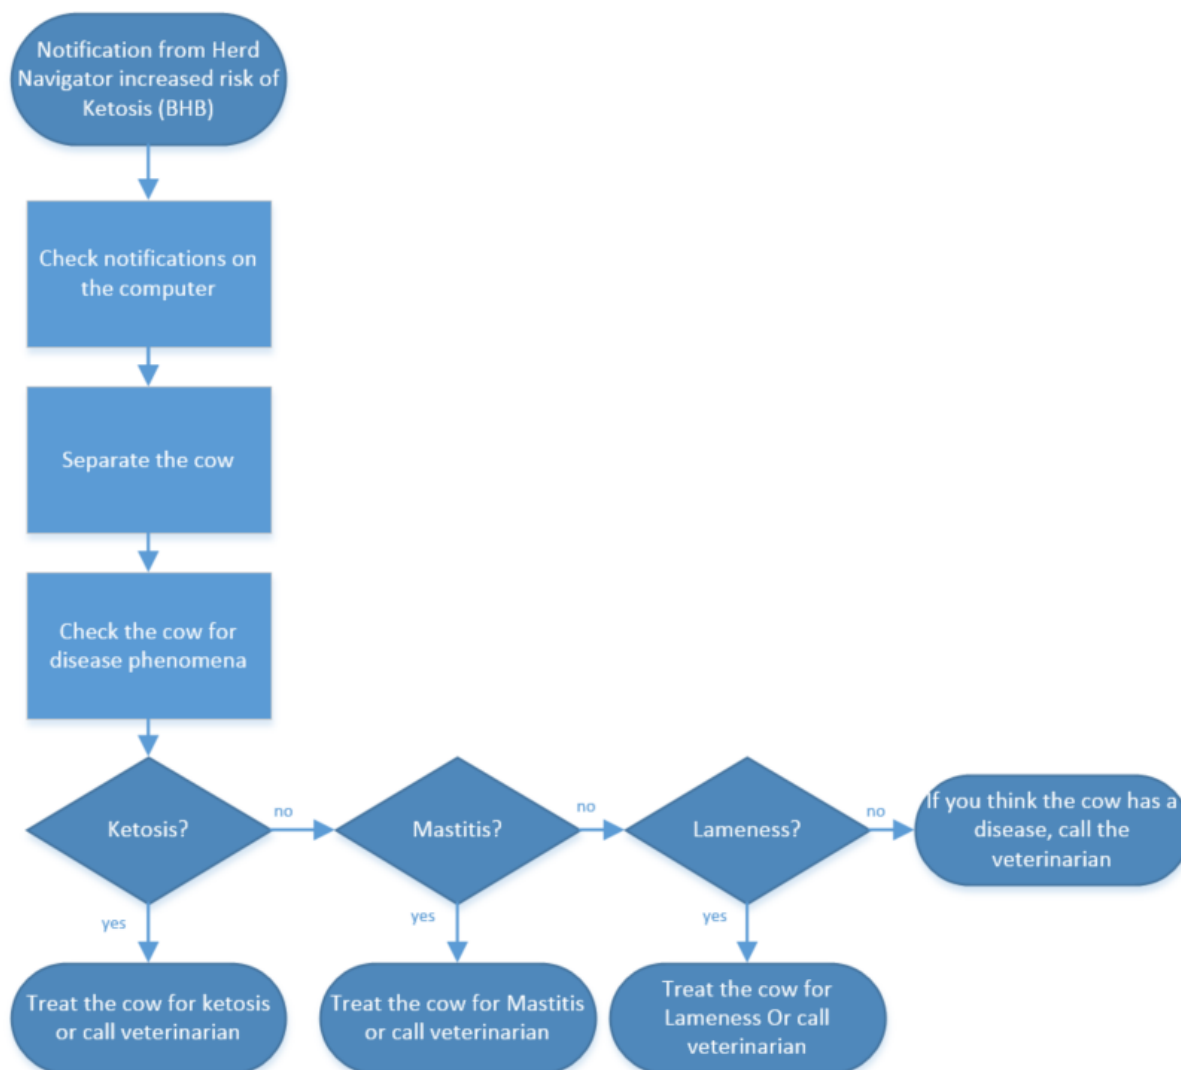 Notification from Herd
Navigator increased risk of
Ketosis (BHB)
Check notifications on
the computer
Separate the cow
Check the cow for
disease phenomena
Ketosis?
no
Mastitis?
no
Lameness?
no
If you think the cow has a
disease, call the
veterinarian
yes
yes
yes
Treat the cow for ketosis
or call veterinarian
Treat the cow for Mastitis
or call veterinarian
Treat the cow for
Lameness Or call
veterinarian